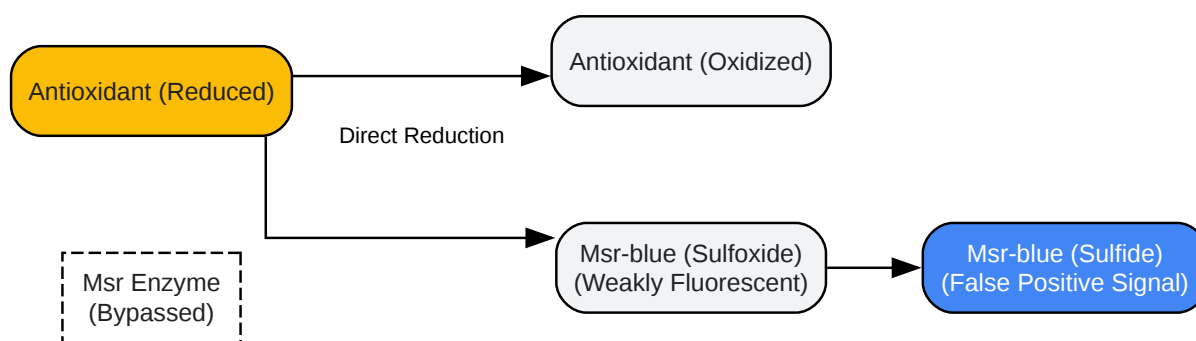 Antioxidant (Reduced)
Antioxidant (Oxidized)
Direct Reduction
Msr-blue (Sulfoxide)
(Weakly Fluorescent)
Msr-blue (Sulfide)
(False Positive Signal)
Msr Enzyme
(Bypassed)